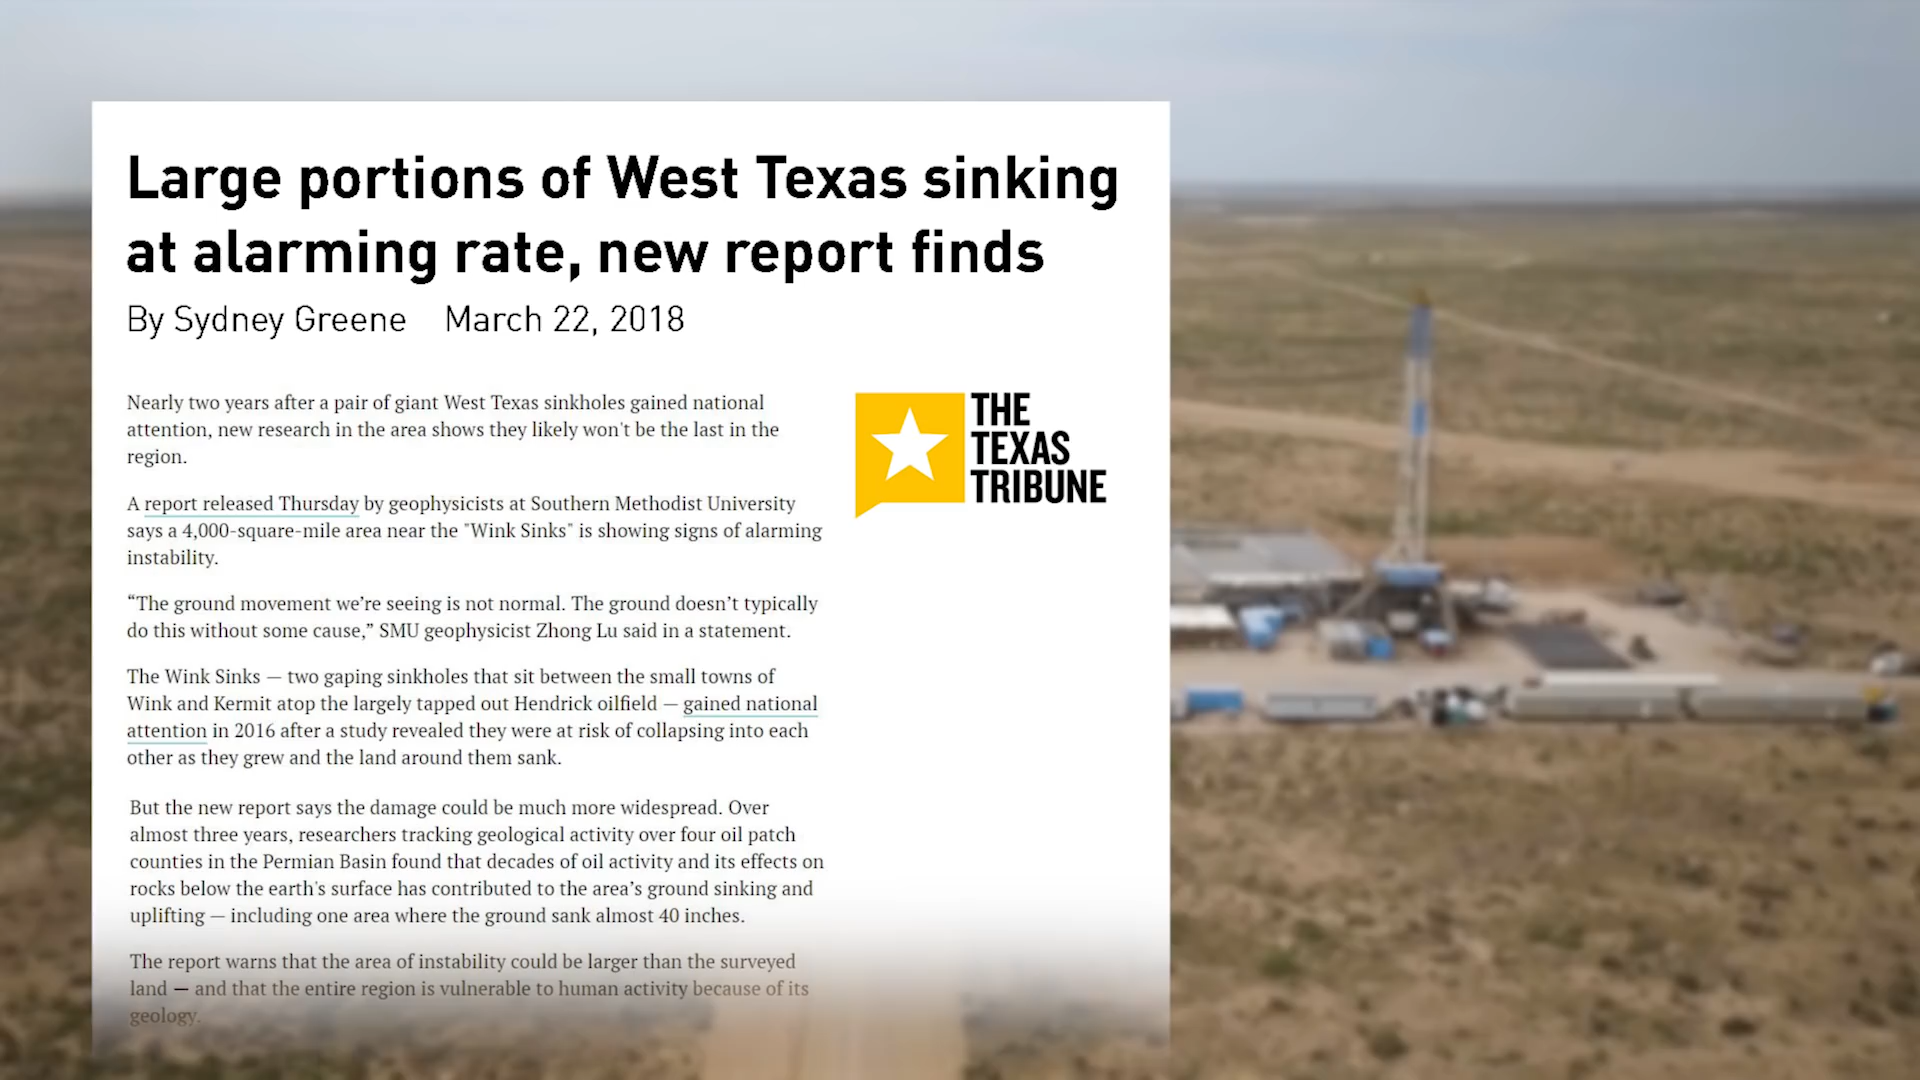 Large portions of West Texas sinking
at alarming rate, new report finds
By Sydney Greene March 22, 2018
Nearly two years after a pair of giant West Texas sinkholes gained national
attention, new research in the area shows they likely won't be the last in the
region.
A report released Thursday by geophysicists at Southern Methodist University
says a 4,000-square-mile area near the "Wink Sinks" is showing signs of alarming
instability.
“The ground movement we’re seeing is not normal. The ground doesn’t typically
do this without some cause,” SMU geophysicist Zhong Lu said in a statement.
The Wink Sinks — two gaping sinkholes that sit between the small towns of
Wink and Kermit atop the largely tapped out Hendrick oilfield — gained national
attention in 2016 after a study revealed they were at risk of collapsing into each
other as they grew and the land around them sank.
But the new report says the damage could be much more widespread. Over
almost three years, researchers tracking geological activity over four oil patch
counties in the Permian Basin found that decades of oil activity and its effects on
rocks below the earth's surface has contributed to the area’s ground sinking and
uplifting — including one area where the ground sank almost 40 inches.
The report warns that the area of instability could be larger than the surveyed
land — and that the entire region is vulnerable to human activity because of its
geology.
THE
TEXAS
TRIBUNE